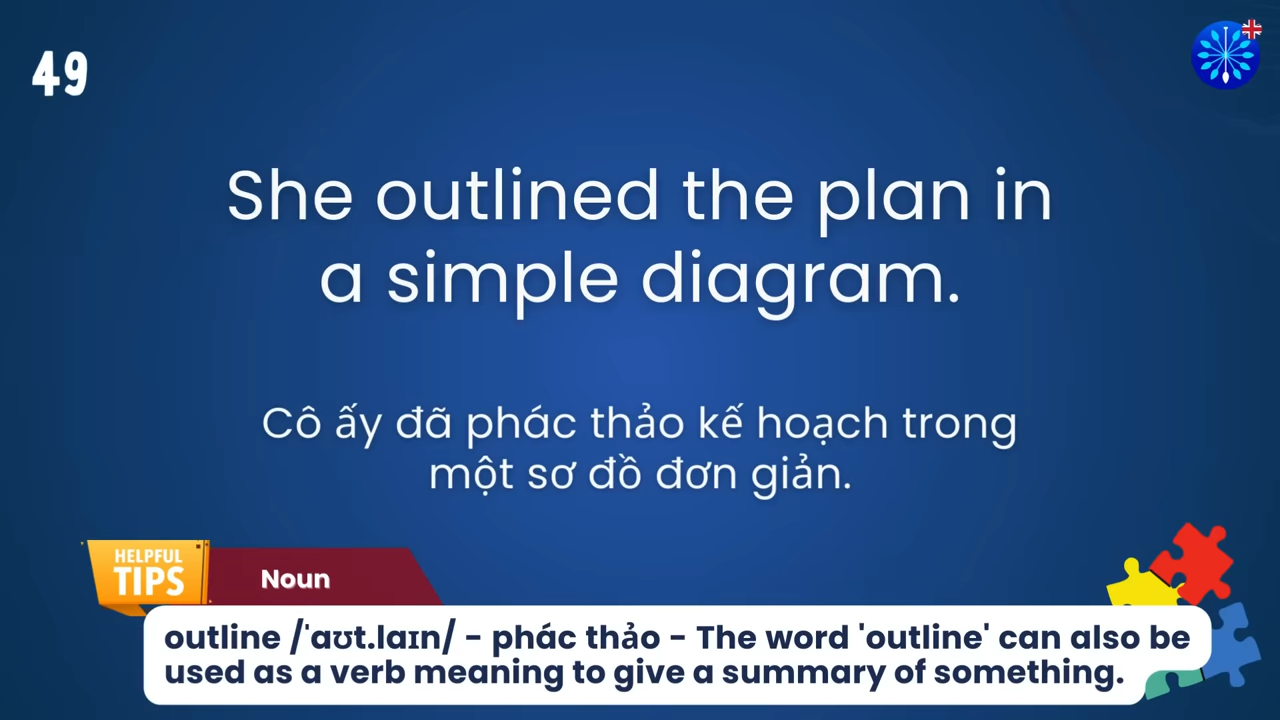 49
She outlined the plan in
a simple diagram.
Cô ấy đã phác thảo kế hoạch trong
một sơ đồ đơn giản.
HELPFUL
TIPS
Noun
outline /ˈaʊt.laɪn/ - phác thảo - The word 'outline' can also be
used as a verb meaning to give a summary of something.